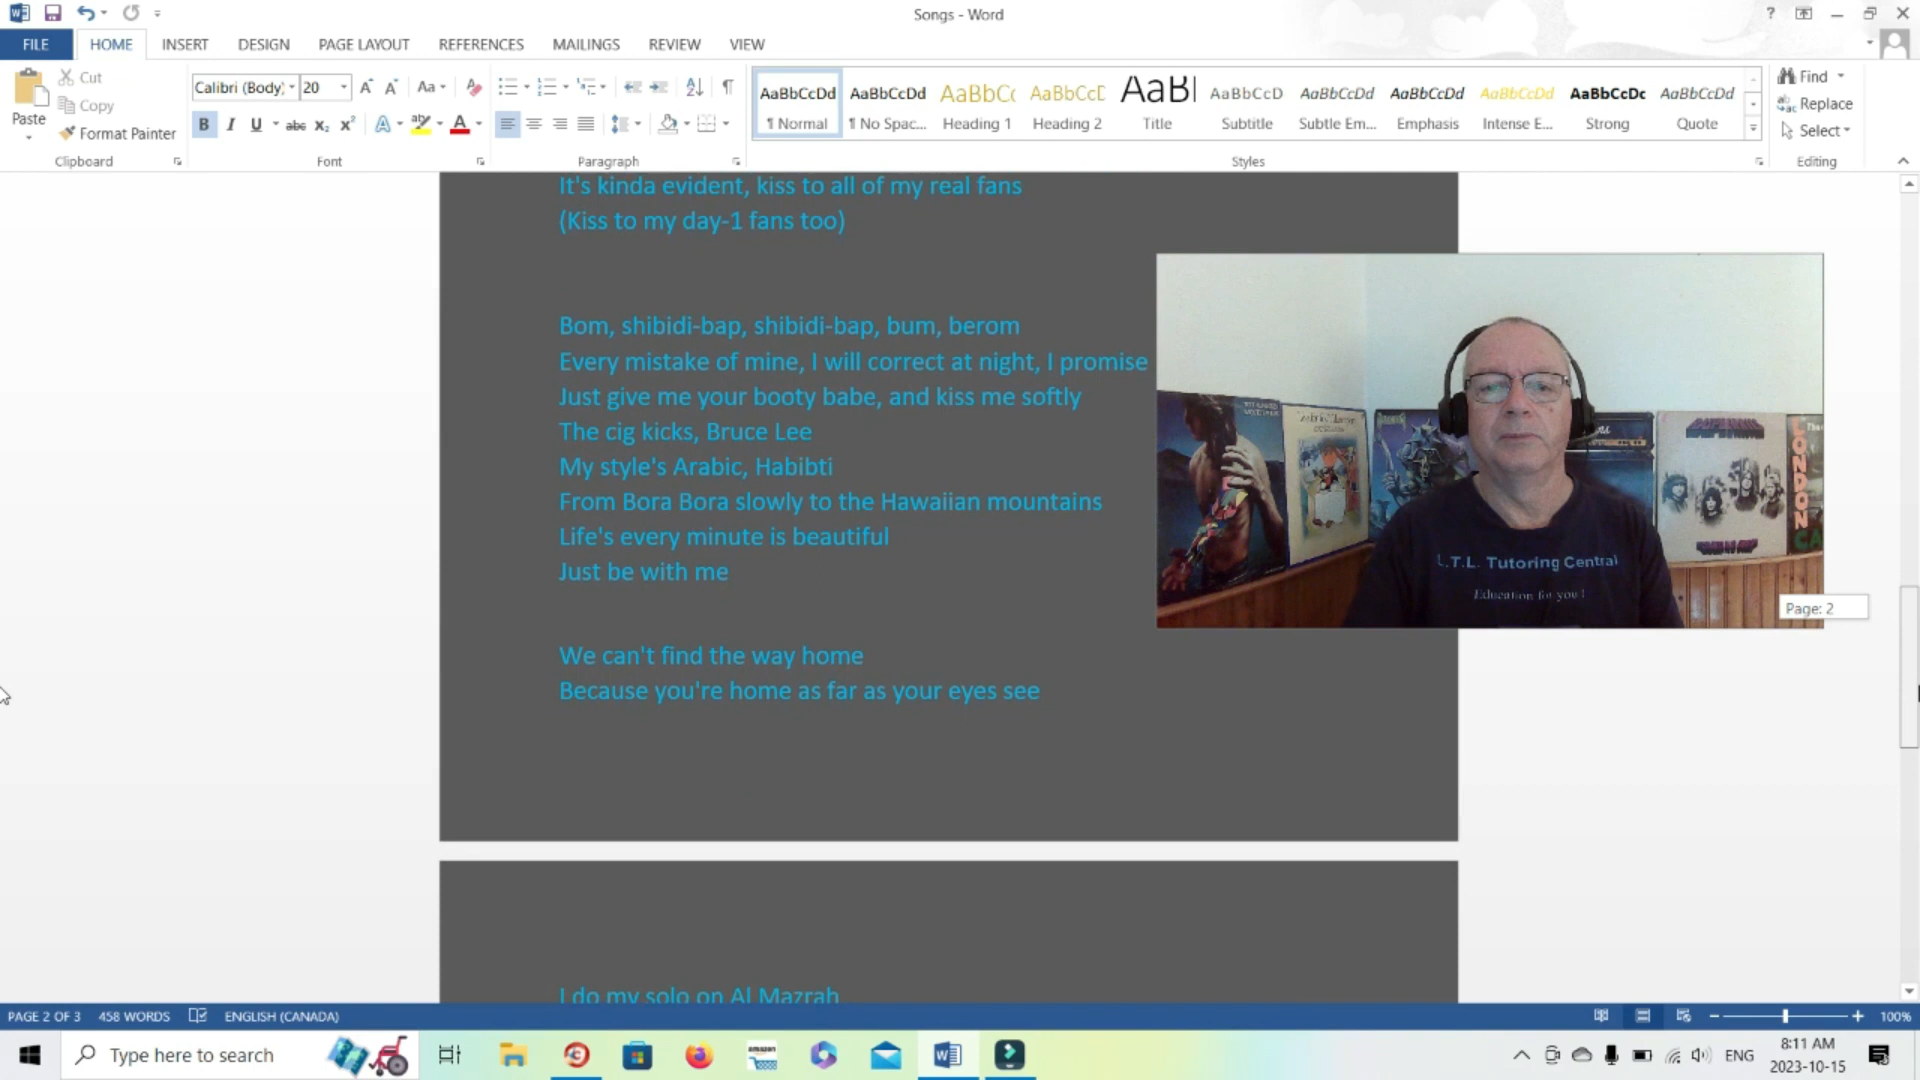 Songs - Word
FILE HOME INSERT DESIGN PAGE LAYOUT REFERENCES MAILINGS REVIEW VIEW
Paste
Cut
Copy
Format Painter
Clipboard
Calibri (Body) 20
Font
Paragraph
AaBbCcDd AaBbCcDd AaBbC( AaBbCcC AaBl AaBbCcD AaBbCcDd AaBbCcDd AaBbCcDd AaBbCcDc AaBbCcDd
¶ Normal ¶ No Spac... Heading 1 Heading 2 Title Subtitle Subtle Em... Emphasis Intense E... Strong Quote
Styles
Find
Replace
Select
Editing
It's kinda evident, kiss to all of my real fans
(Kiss to my day-1 fans too)
Bom, shibidi-bap, shibidi-bap, bum, berom
Every mistake of mine, I will correct at night, I promise
Just give me your booty babe, and kiss me softly
The cig kicks, Bruce Lee
My style's Arabic, Habibti
From Bora Bora slowly to the Hawaiian mountains
Life's every minute is beautiful
Just be with me
We can't find the way home
Because you're home as far as your eyes see
I do my solo on Al Mazrah
LONDON
L.T.L. Tutoring Central
Education for you!
Page: 2
PAGE 2 OF 3 458 WORDS ENGLISH (CANADA)
100%
Type here to search
amazon
ENG
8:11 AM
2023-10-15